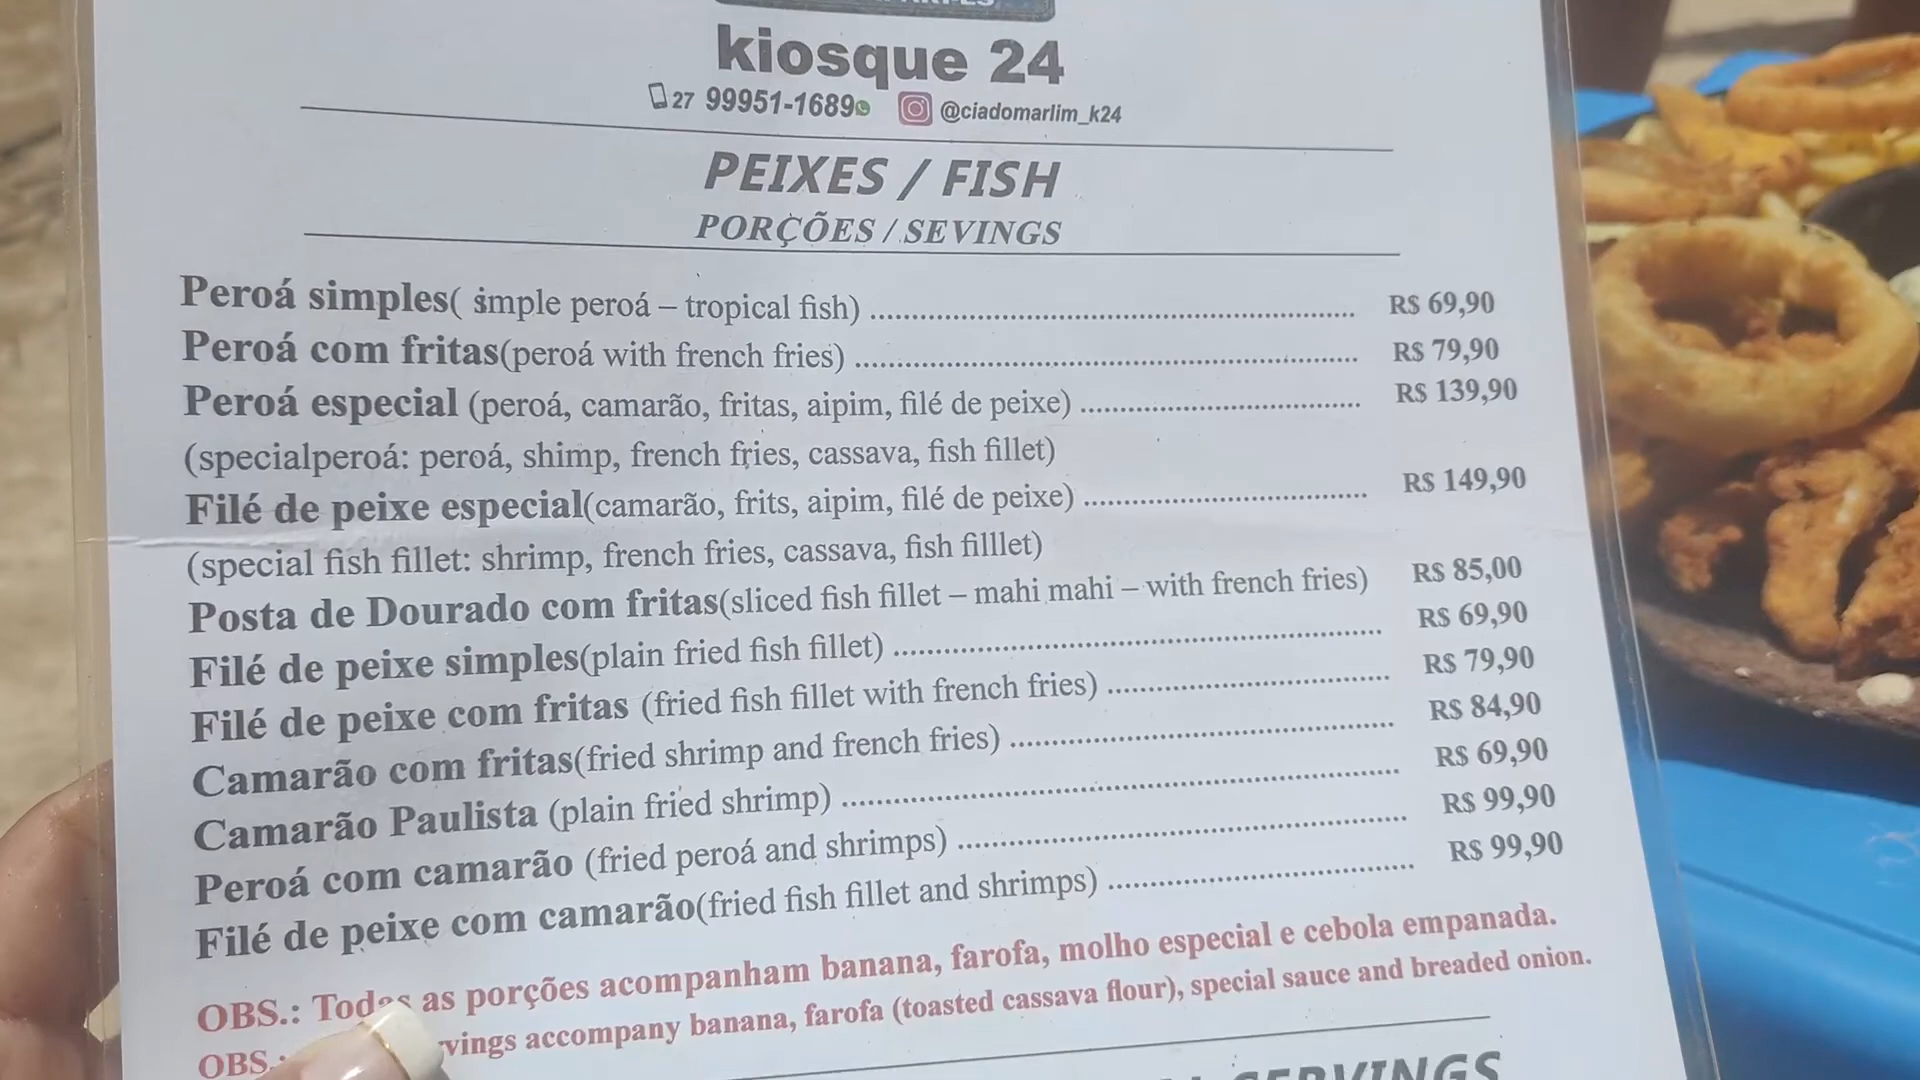 kiosque 24
27 99951-1689 @ciadomarlim_k24
PEIXES / FISH
PORÇÕES / SEVINGS
Peroá simples( simple peroá – tropical fish) R$ 69,90
Peroá com fritas(peroá with french fries) R$ 79,90
Peroá especial (peroá, camarão, fritas, aipim, filé de peixe) R$ 139,90
(specialperoá: peroá, shimp, french fries, cassava, fish fillet)
Filé de peixe especial(camarão, frits, aipim, filé de peixe) R$ 149,90
(special fish fillet: shrimp, french fries, cassava, fish filllet)
Posta de Dourado com fritas(sliced fish fillet – mahi mahi – with french fries) R$ 85,00
Filé de peixe simples(plain fried fish fillet) R$ 69,90
Filé de peixe com fritas (fried fish fillet with french fries) R$ 79,90
Camarão com fritas(fried shrimp and french fries) R$ 84,90
Camarão Paulista (plain fried shrimp) R$ 69,90
Peroá com camarão (fried peroá and shrimps) R$ 99,90
Filé de peixe com camarão(fried fish fillet and shrimps) R$ 99,90
OBS.: Todas as porções acompanham banana, farofa, molho especial e cebola empanada.
OBS.: vings accompany banana, farofa (toasted cassava flour), special sauce and breaded onion.
SERVINGS